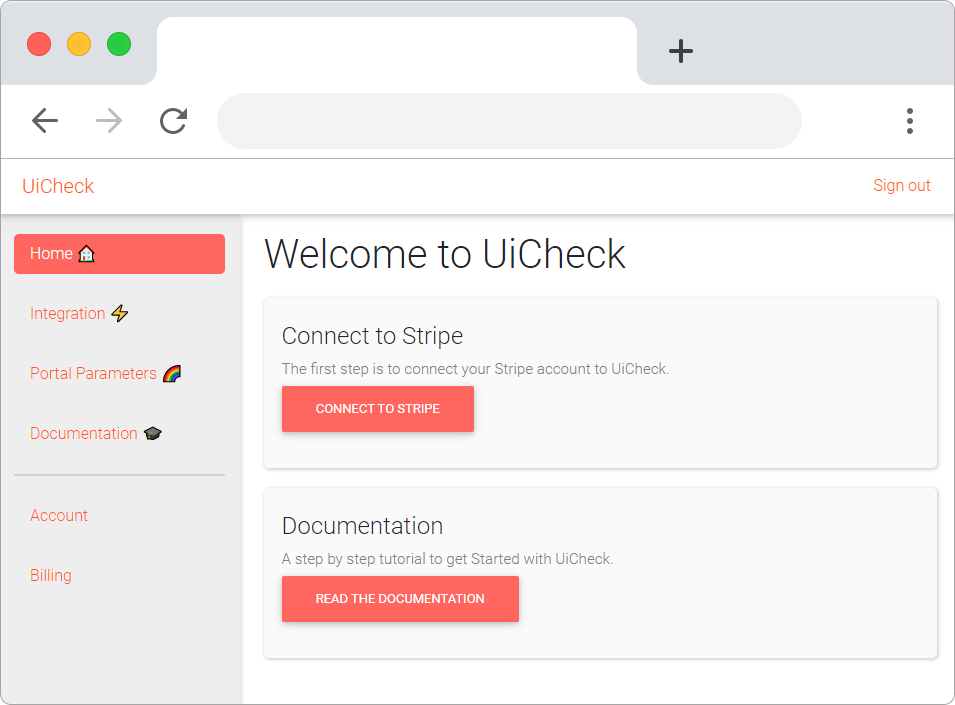 UiCheck
Sign out
Home 🏠
Integration ⚡
Portal Parameters 🌈
Documentation 🎓
Account
Billing
Welcome to UiCheck
Connect to Stripe
The first step is to connect your Stripe account to UiCheck.
CONNECT TO STRIPE
Documentation
A step by step tutorial to get Started with UiCheck.
READ THE DOCUMENTATION